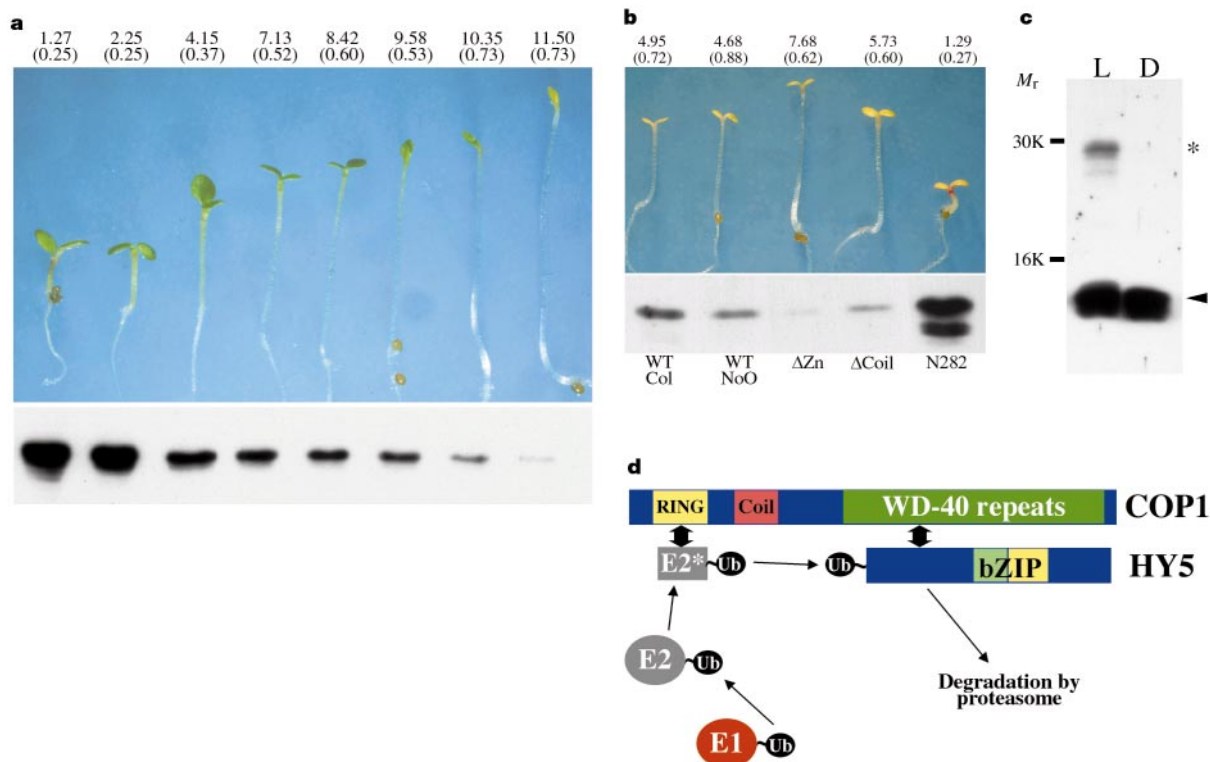 a
1.27 2.25 4.15 7.13 8.42 9.58 10.35 11.50
(0.25) (0.25) (0.37) (0.52) (0.60) (0.53) (0.73) (0.73)
b
4.95 4.68 7.68 5.73 1.29
(0.72) (0.88) (0.62) (0.60) (0.27)
WT WT ΔZn ΔCoil N282
Col NoO
c
L D
Mr
30K *
16K
d
RING Coil WD-40 repeats COP1
E2* Ub Ub bZIP HY5
E2 Ub
Degradation by
proteasome
E1 Ub